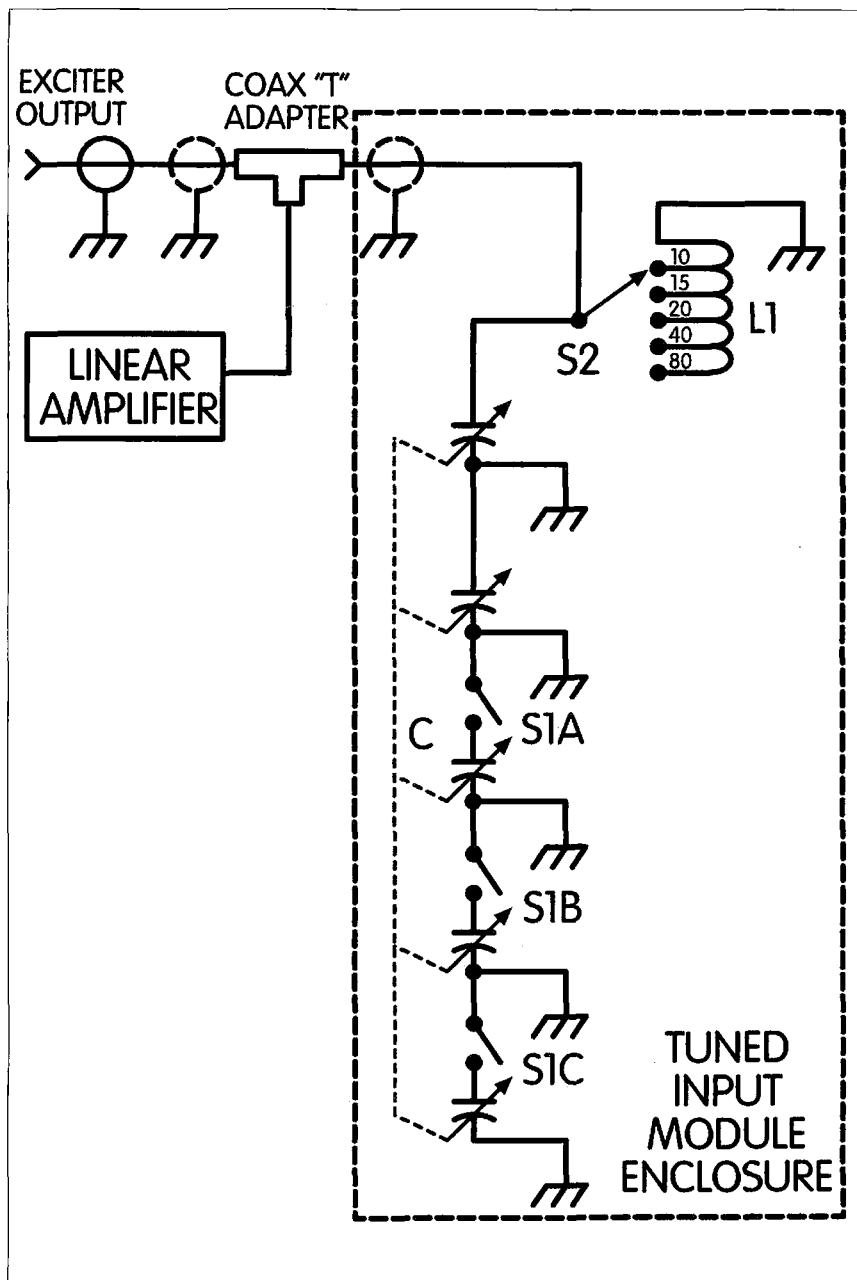 EXCITER
OUTPUT
COAX "T"
ADAPTER
LINEAR
AMPLIFIER
10
15
20
40
80
L1
S2
C
S1A
S1B
S1C
TUNED
INPUT
MODULE
ENCLOSURE